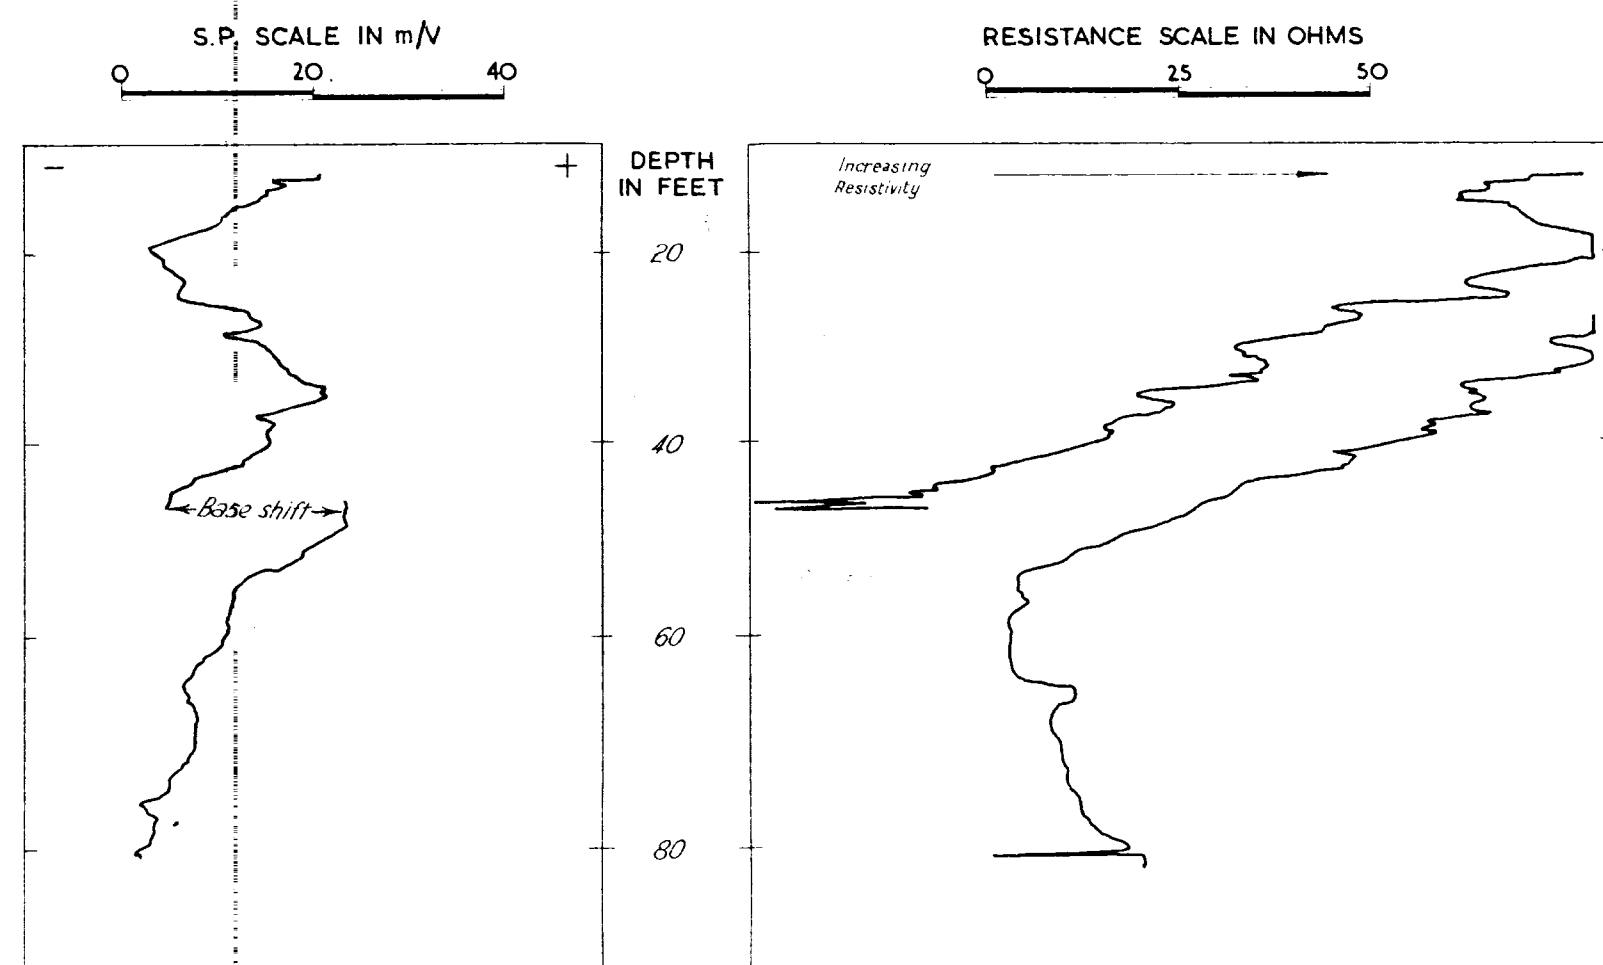 S.P. SCALE IN m/V
0 20 40
RESISTANCE SCALE IN OHMS
0 25 50
− +
DEPTH
IN FEET
Increasing
Resistivity
20
40
←Base shift→
60
80